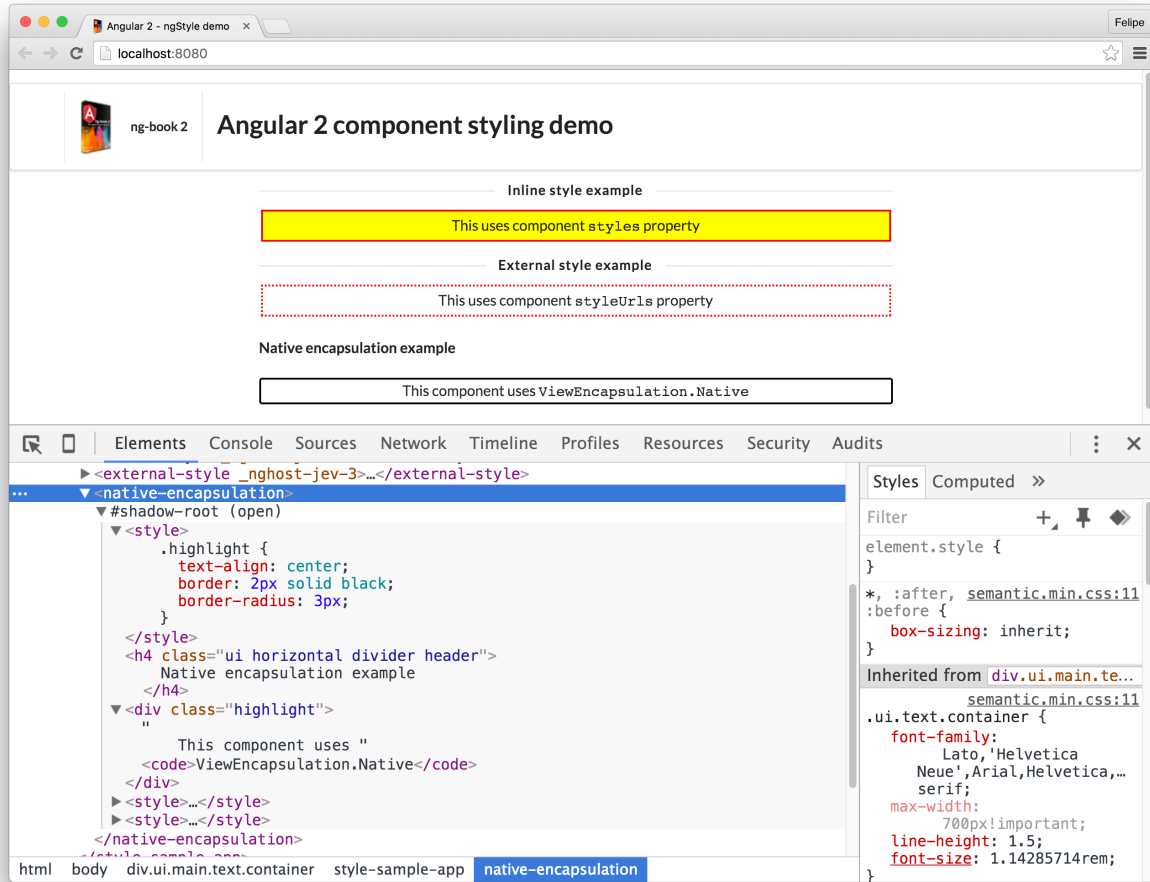 Angular 2 - ngStyle demo
Felipe
localhost:8080
ng-book 2
Angular 2 component styling demo
Inline style example
This uses component styles property
External style example
This uses component styleUrls property
Native encapsulation example
This component uses ViewEncapsulation.Native
Elements Console Sources Network Timeline Profiles Resources Security Audits
<external-style _nghost-jev-3>…</external-style>
<native-encapsulation>
#shadow-root (open)
<style>
.highlight {
text-align: center;
border: 2px solid black;
border-radius: 3px;
}
</style>
<h4 class="ui horizontal divider header">
Native encapsulation example
</h4>
<div class="highlight">
"
This component uses "
<code>ViewEncapsulation.Native</code>
</div>
<style>…</style>
<style>…</style>
</native-encapsulation>
</style-sample-app>
html body div.ui.main.text.container style-sample-app native-encapsulation
Styles Computed »
Filter
element.style {
}
*, :after, semantic.min.css:11
:before {
box-sizing: inherit;
}
Inherited from div.ui.main.te…
semantic.min.css:11
.ui.text.container {
font-family:
Lato,'Helvetica
Neue',Arial,Helvetica,…
serif;
max-width:
700px!important;
line-height: 1.5;
font-size: 1.14285714rem;
}